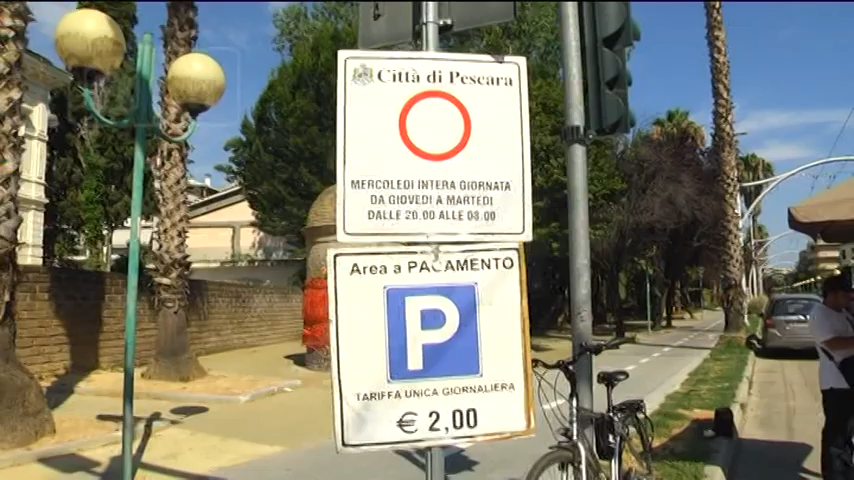 Città di Pescara
MERCOLEDI INTERA GIORNATA
DA GIOVEDI A MARTEDI
DALLE 20.00 ALLE 08.00
Area a PAGAMENTO
P
TARIFFA UNICA GIORNALIERA
€ 2,00